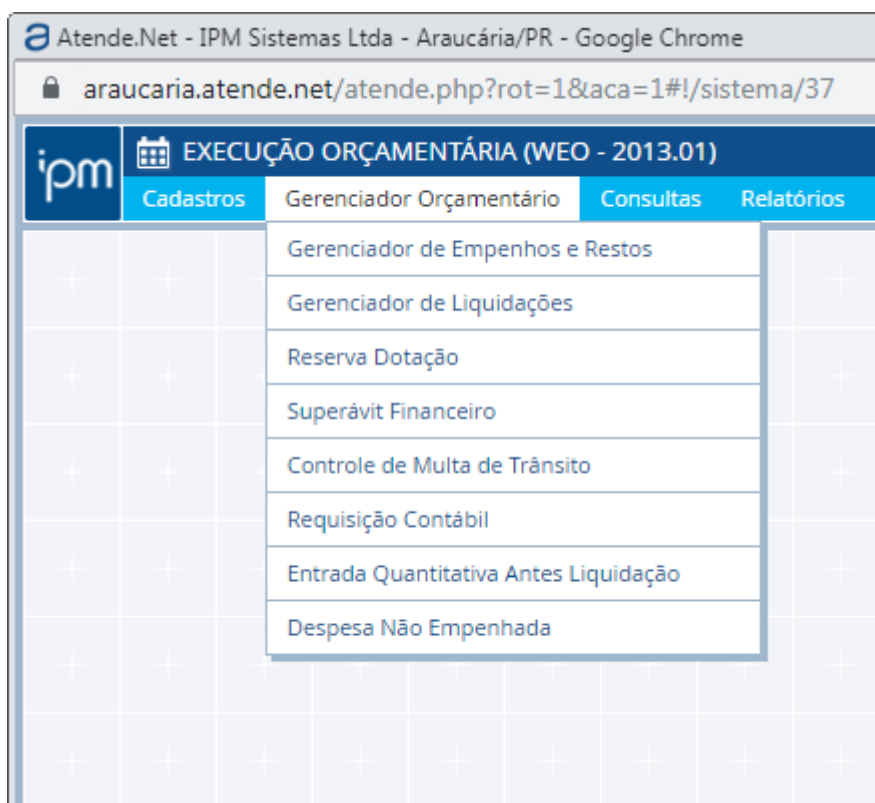 Atende.Net - IPM Sistemas Ltda - Araucária/PR - Google Chrome
araucaria.atende.net/atende.php?rot=1&aca=1#!/sistema/37
ipm
EXECUÇÃO ORÇAMENTÁRIA (WEO - 2013.01)
Cadastros Gerenciador Orçamentário Consultas Relatórios
Gerenciador de Empenhos e Restos
Gerenciador de Liquidações
Reserva Dotação
Superávit Financeiro
Controle de Multa de Trânsito
Requisição Contábil
Entrada Quantitativa Antes Liquidação
Despesa Não Empenhada